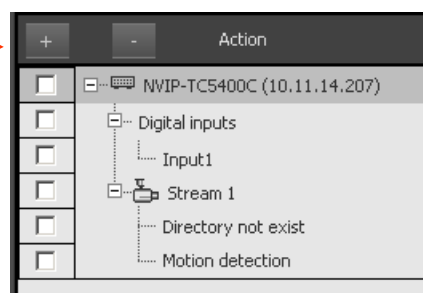 + - Action
NVIP-TC5400C (10.11.14.207)
Digital inputs
Input1
Stream 1
Directory not exist
Motion detection